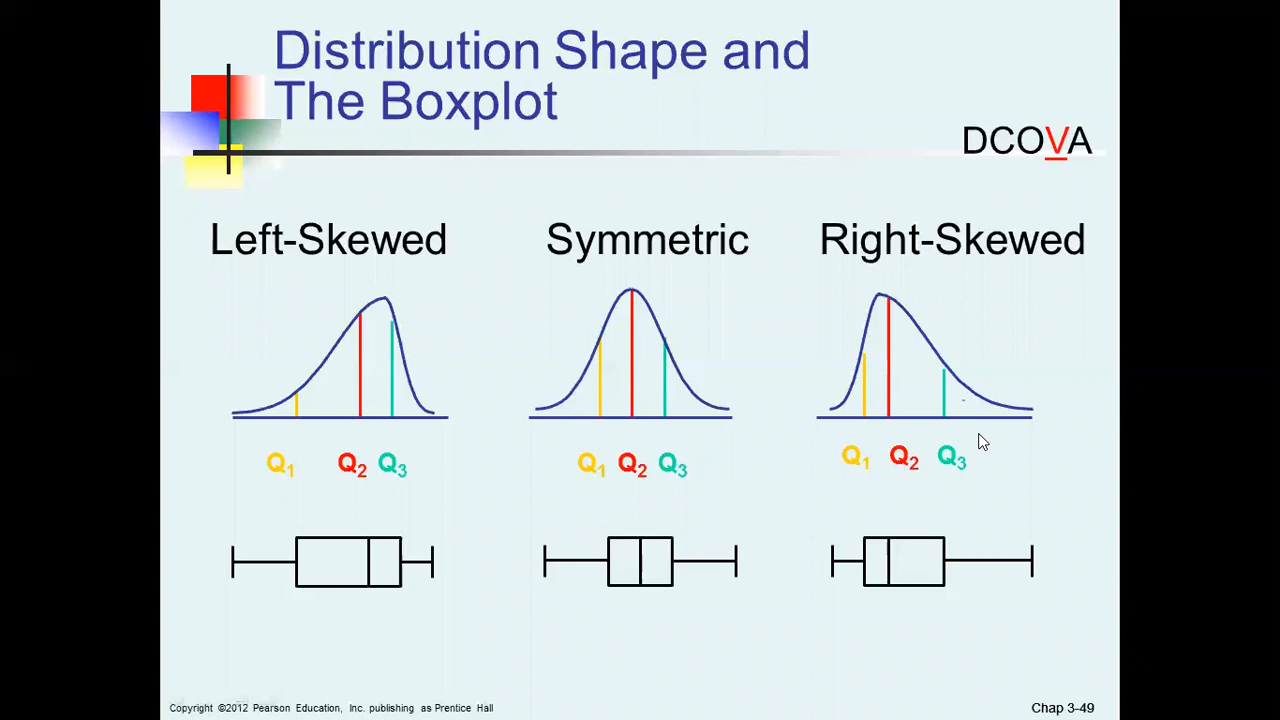 Distribution Shape and
The Boxplot
DCOVA
Left-Skewed
Symmetric
Right-Skewed
Q1 Q2 Q3
Q1 Q2 Q3
Q1 Q2 Q3
Copyright ©2012 Pearson Education, Inc. publishing as Prentice Hall
Chap 3-49